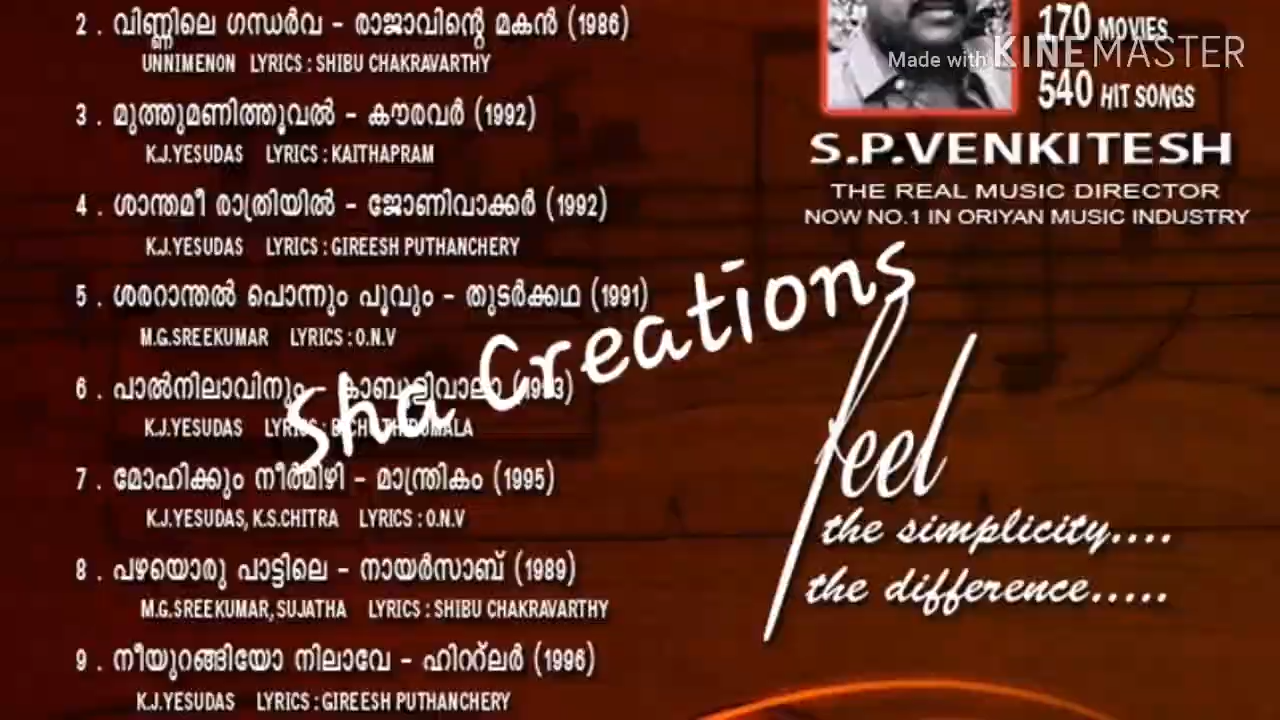 2 . വിണ്ണിലെ ഗന്ധർവ - രാജാവിന്റെ മകൻ (1986)
UNNIMENON LYRICS : SHIBU CHAKRAVARTHY
3 . മുത്തുമണിത്തൂവൽ - കൗരവർ (1992)
K.J.YESUDAS LYRICS : KAITHAPRAM
4 . ശാന്തമീ രാത്രിയിൽ - ജോണിവാക്കർ (1992)
K.J.YESUDAS LYRICS : GIREESH PUTHANCHERY
5 . ശരറാന്തൽ പൊന്നും പൂവും - തുടർക്കഥ (1991)
M.G.SREEKUMAR LYRICS : O.N.V
6 . പാൽനിലാവിനും - കാബൂളിവാലാ (1993)
K.J.YESUDAS LYRICS :
7 . മോഹിക്കും നീർമിഴി - മാന്ത്രികം (1995)
K.J.YESUDAS, K.S.CHITRA LYRICS : O.N.V
8 . പഴയൊരു പാട്ടിലെ - നായർസാബ് (1989)
M.G.SREEKUMAR, SUJATHA LYRICS : SHIBU CHAKRAVARTHY
9 . നീയുറങ്ങിയോ നിലാവേ - ഹിറ്റ്ലർ (1996)
K.J.YESUDAS LYRICS : GIREESH PUTHANCHERY
170 MOVIES
Made with KINEMASTER
540 HIT SONGS
S.P.VENKITESH
THE REAL MUSIC DIRECTOR
NOW NO.1 IN ORIYAN MUSIC INDUSTRY
Sha Creations
feel
the simplicity....
the difference.....